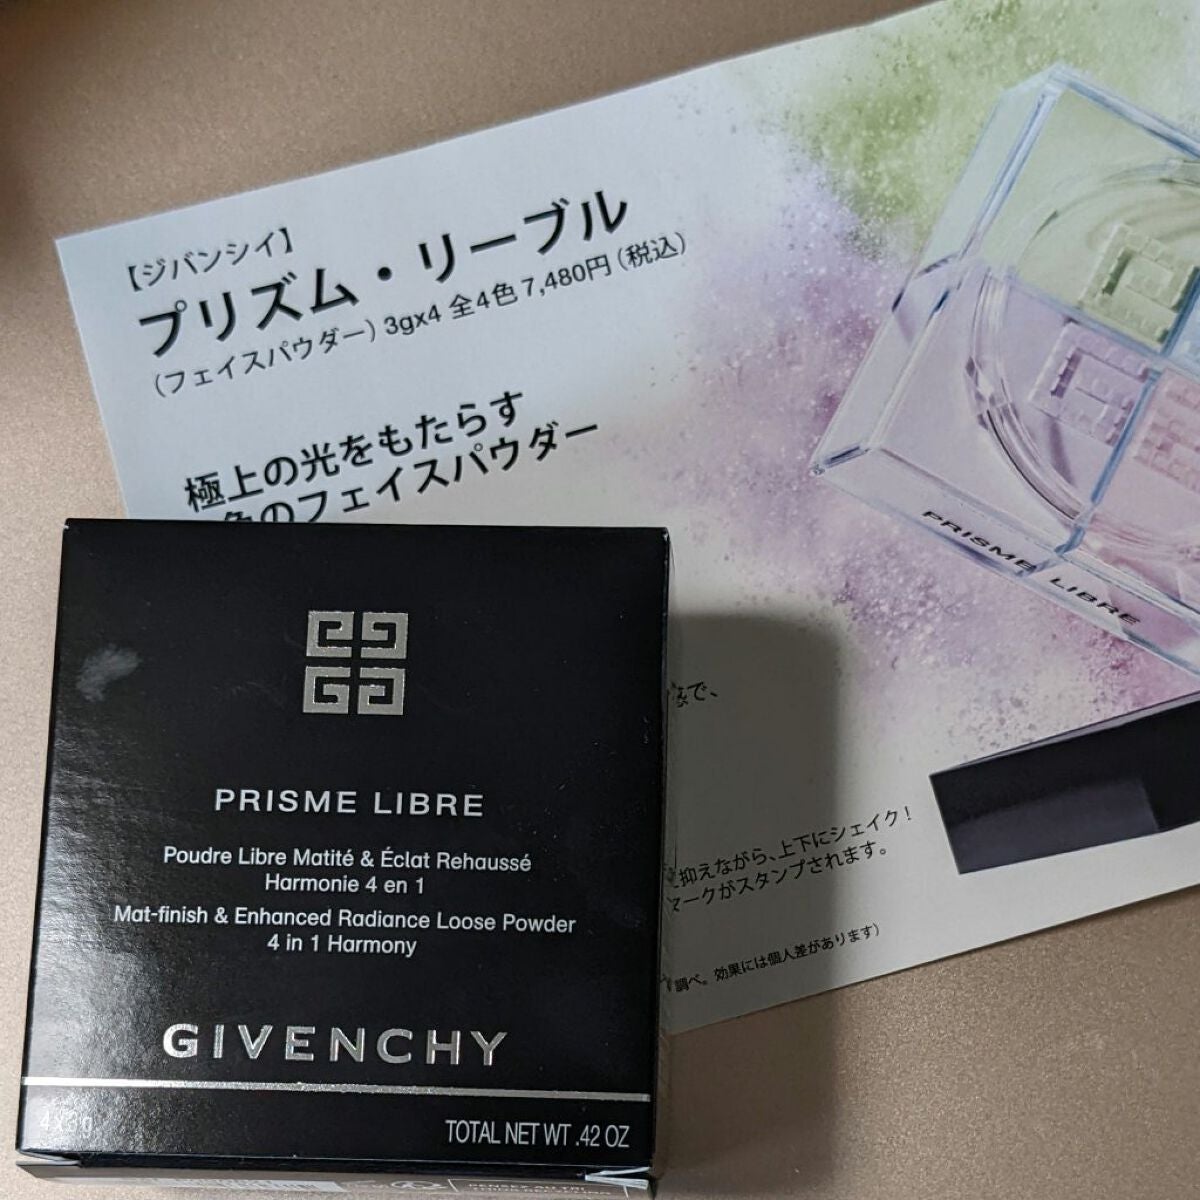 【ジバンシイ】
プリズム・リーブル
(フェイスパウダー) 3gx4 全4色 7,480円(税込)
極上の光をもたらす
色のフェイスパウダー
PRISME LIBRE
感で、
抑えながら、上下にシェイク!
マークがスタンプされます。
調べ。効果には個人差があります)
PRISME LIBRE
Poudre Libre Matité & Éclat Rehaussé
Harmonie 4 en 1
Mat-finish & Enhanced Radiance Loose Powder
4 in 1 Harmony
GIVENCHY
4X3g
TOTAL NET WT .42 OZ